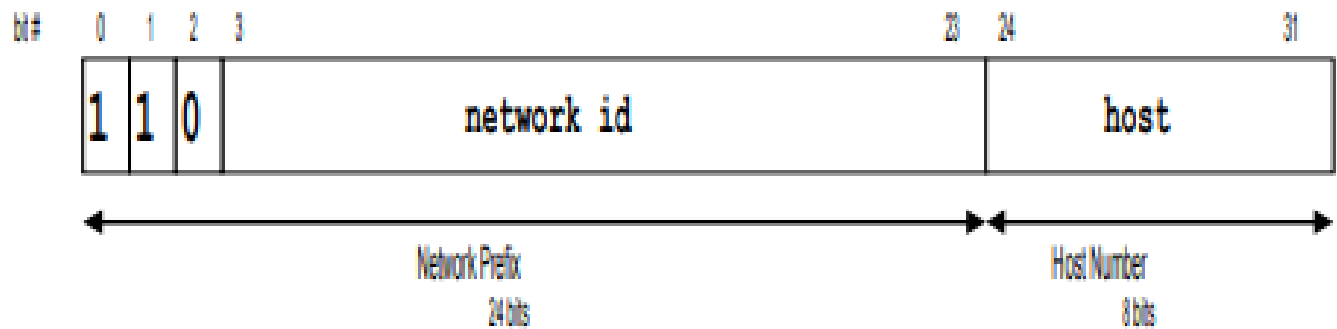 bit # 0 1 2 3 23 24 31
1 1 0 network id host
Network Prefix Host Number
24 bits 8 bits